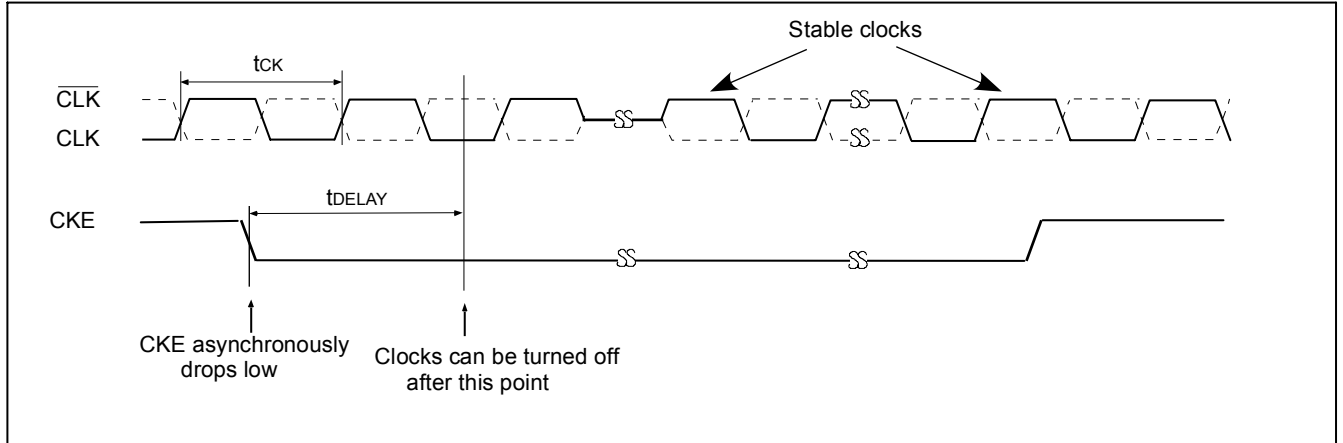 Stable clocks
tCK
CLK
CLK
tDELAY
CKE
CKE asynchronously
drops low
Clocks can be turned off
after this point